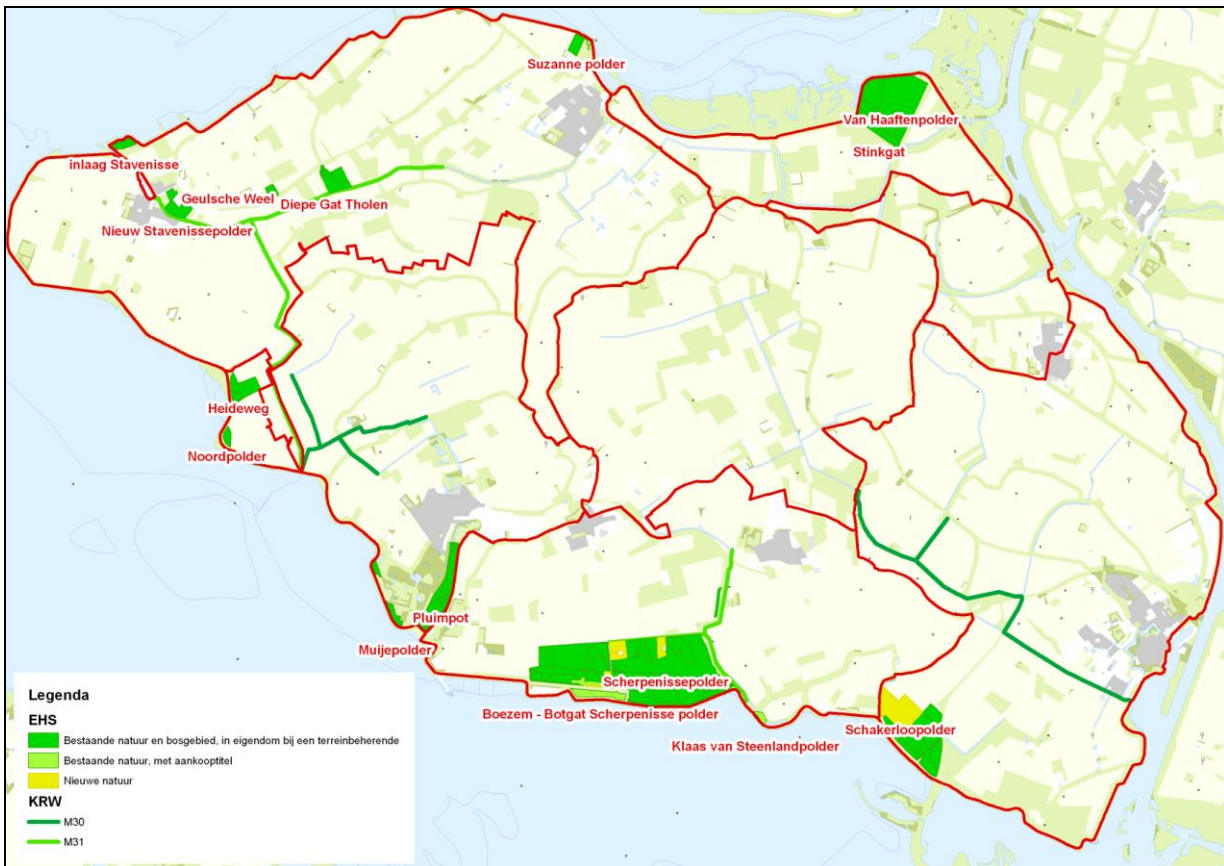 Suzanne polder
Van Haaftenpolder
Stinkgat
inlaag Stavenisse
Geulsche Weel
Diepe Gat Tholen
Nieuw Stavenissepolder
Heideweg
Noordpolder
Pluimpot
Muijepolder
Scherpenissepolder
Boezem - Botgat Scherpenisse polder
Schakerloopolder
Klaas van Steenlandpolder
Legenda
EHS
Bestaande natuur en bosgebied, in eigendom bij een terreinbeherende
Bestaande natuur, met aankooptitel
Nieuwe natuur
KRW
M30
M31